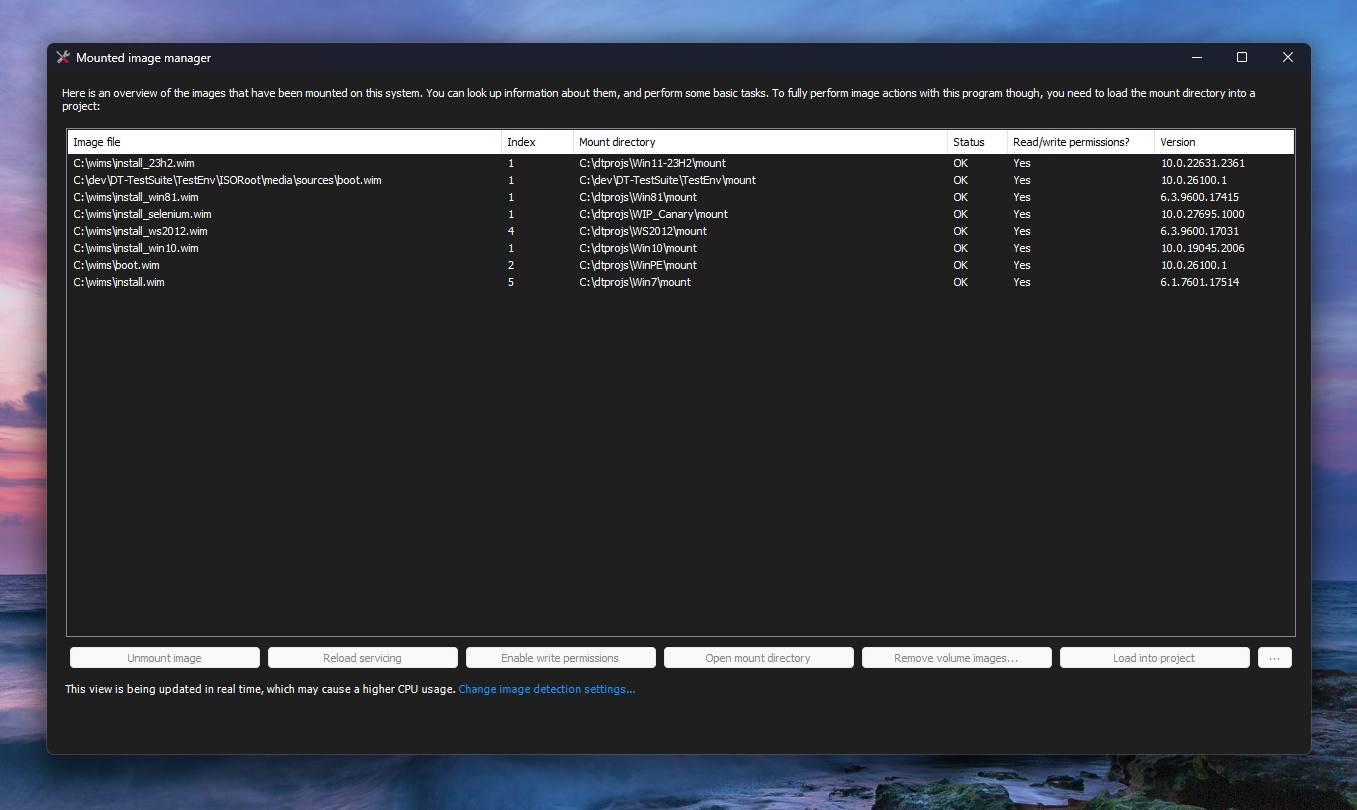 Mounted image manager
Here is an overview of the images that have been mounted on this system. You can look up information about them, and perform some basic tasks. To fully perform image actions with this program though, you need to load the mount directory into a
project:
Image file Index Mount directory Status Read/write permissions? Version
C:\wims\install_23h2.wim 1 C:\dtprojs\Win11-23H2\mount OK Yes 10.0.22631.2361
C:\dev\DT-TestSuite\TestEnv\ISORoot\media\sources\boot.wim 1 C:\dev\DT-TestSuite\TestEnv\mount OK Yes 10.0.26100.1
C:\wims\install_win81.wim 1 C:\dtprojs\Win81\mount OK Yes 6.3.9600.17415
C:\wims\install_selenium.wim 1 C:\dtprojs\WIP_Canary\mount OK Yes 10.0.27695.1000
C:\wims\install_ws2012.wim 4 C:\dtprojs\WS2012\mount OK Yes 6.3.9600.17031
C:\wims\install_win10.wim 1 C:\dtprojs\Win10\mount OK Yes 10.0.19045.2006
C:\wims\boot.wim 2 C:\dtprojs\WinPE\mount OK Yes 10.0.26100.1
C:\wims\install.wim 5 C:\dtprojs\Win7\mount OK Yes 6.1.7601.17514
Unmount image Reload servicing Enable write permissions Open mount directory Remove volume images... Load into project ...
This view is being updated in real time, which may cause a higher CPU usage. Change image detection settings...